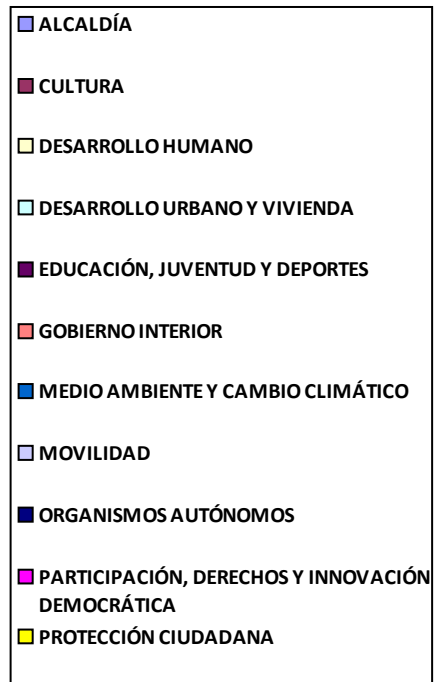 ALCALDÍA
CULTURA
DESARROLLO HUMANO
DESARROLLO URBANO Y VIVIENDA
EDUCACIÓN, JUVENTUD Y DEPORTES
GOBIERNO INTERIOR
MEDIO AMBIENTE Y CAMBIO CLIMÁTICO
MOVILIDAD
ORGANISMOS AUTÓNOMOS
PARTICIPACIÓN, DERECHOS Y INNOVACIÓN
DEMOCRÁTICA
PROTECCIÓN CIUDADANA